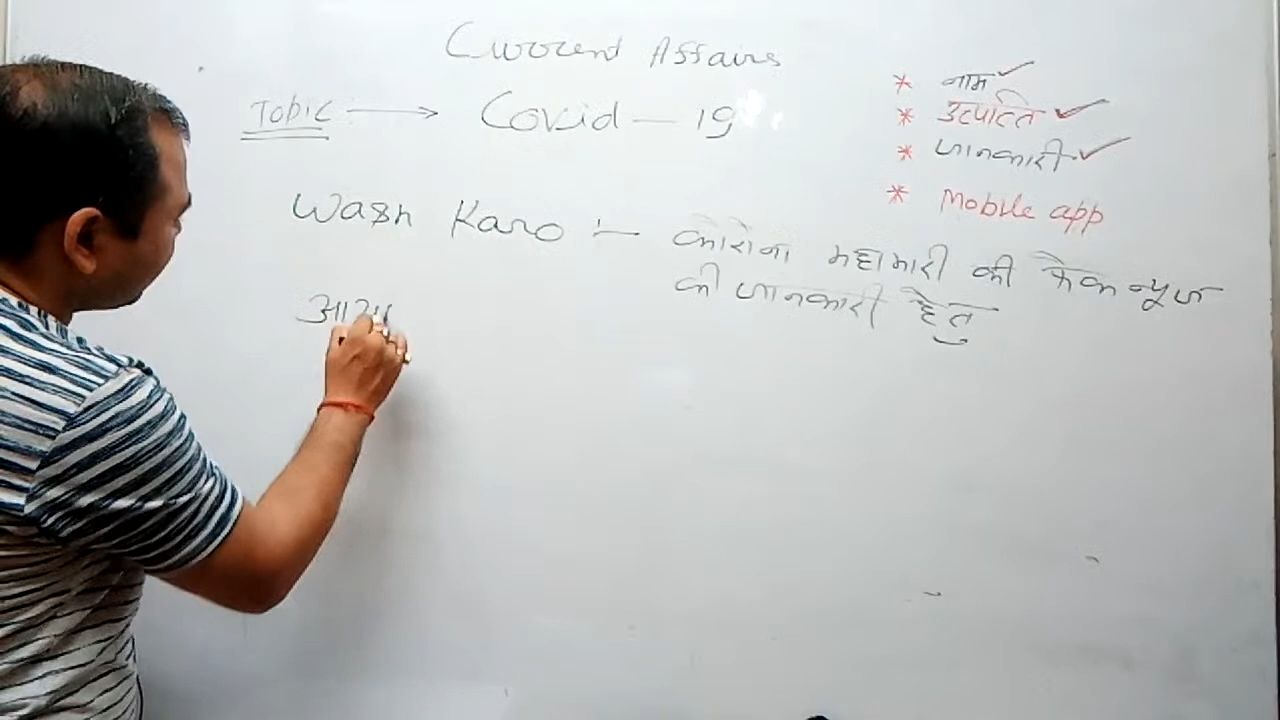 Current Affairs
TOPIC → Covid - 19
* नाम ✓
* उत्पत्ति ✓
* जानकारी ✓
* Mobile app
Wash Karo :- कोरोना महामारी की फेक न्यूज
की जानकारी हेतु